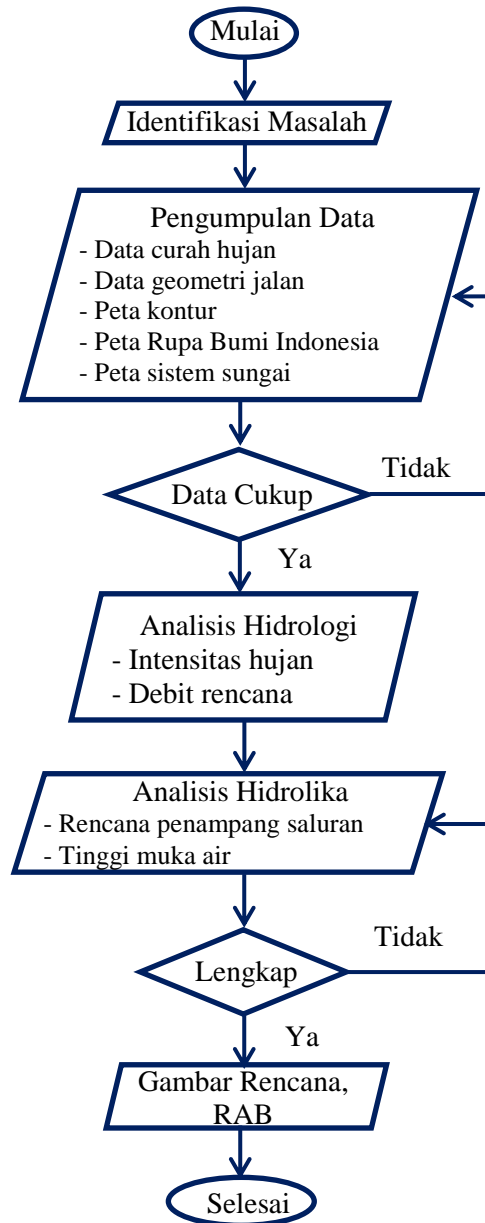 Mulai
Identifikasi Masalah
Pengumpulan Data
- Data curah hujan
- Data geometri jalan
- Peta kontur
- Peta Rupa Bumi Indonesia
- Peta sistem sungai
Tidak
Data Cukup
Ya
Analisis Hidrologi
- Intensitas hujan
- Debit rencana
Analisis Hidrolika
- Rencana penampang saluran
- Tinggi muka air
Tidak
Lengkap
Ya
Gambar Rencana,
RAB
Selesai